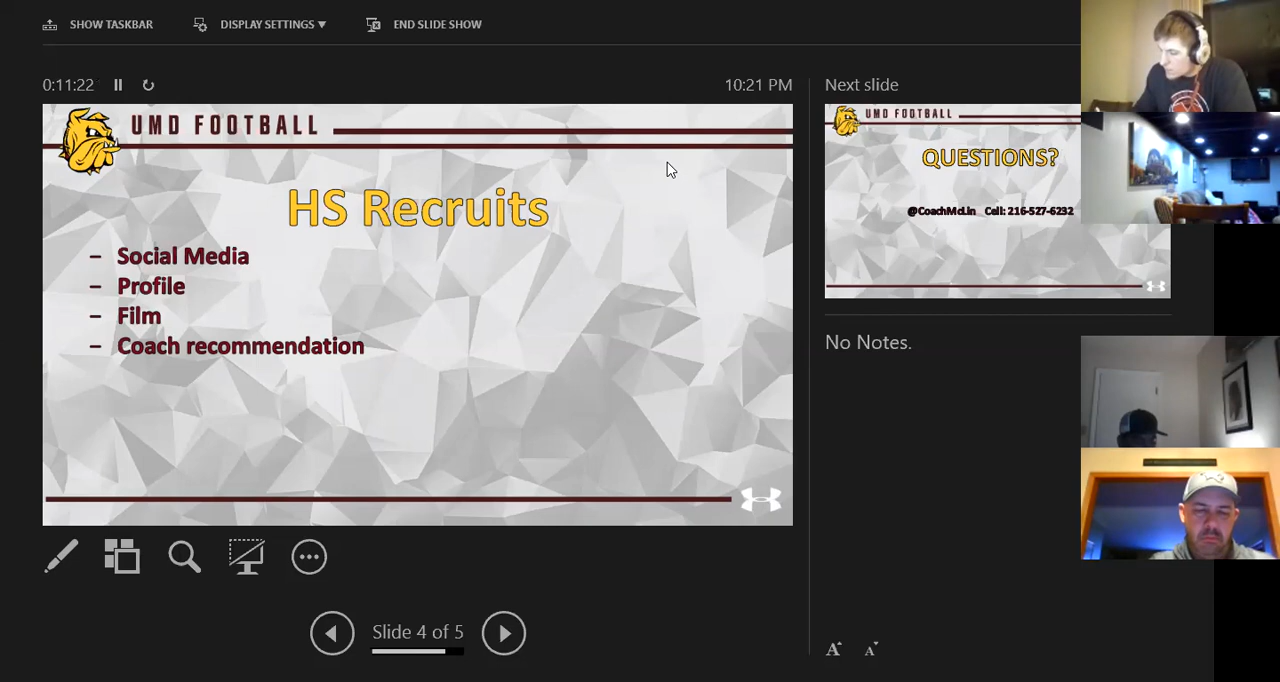 SHOW TASKBAR
DISPLAY SETTINGS ▼
END SLIDE SHOW
0:11:22
10:21 PM
UMD FOOTBALL
HS Recruits
– Social Media
– Profile
– Film
– Coach recommendation
Slide 4 of 5
Next slide
UMD FOOTBALL
QUESTIONS?
@CoachMcLin Cell: 216-527-6232
No Notes.
A A